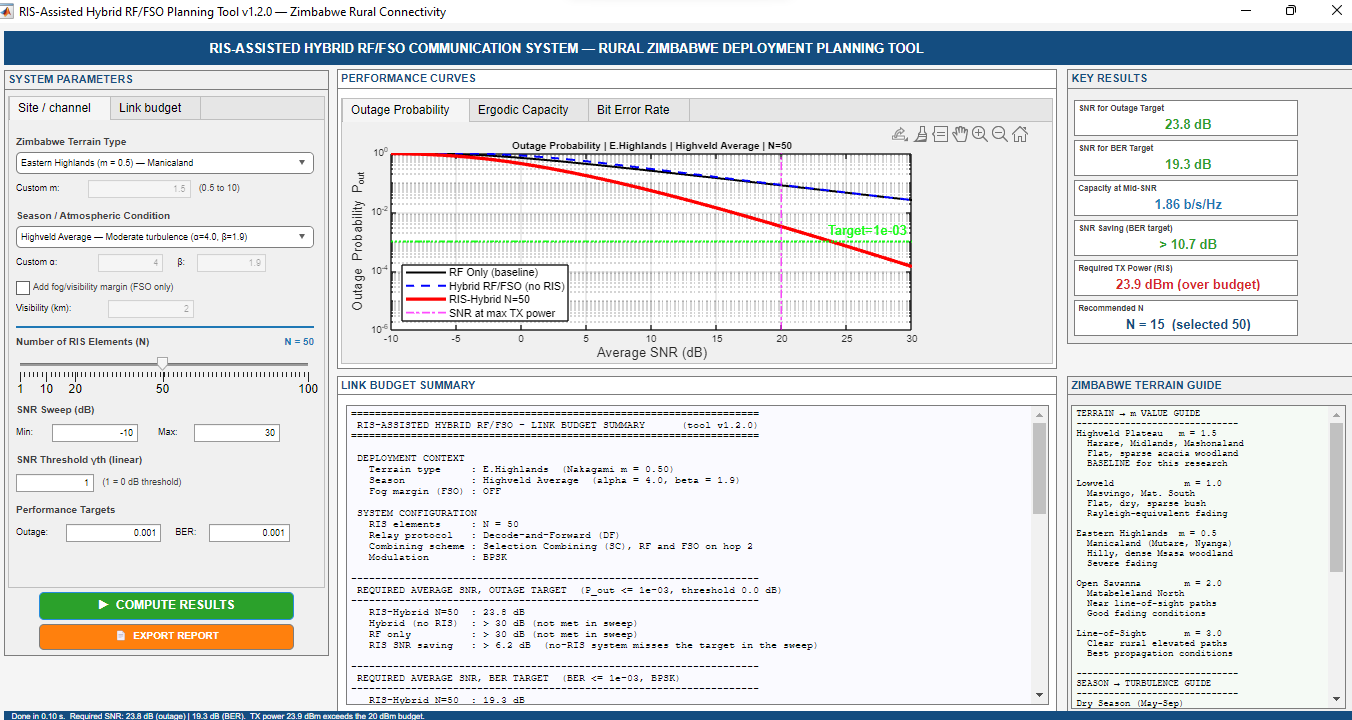 RIS-Assisted Hybrid RF/FSO Planning Tool v1.2.0 — Zimbabwe Rural Connectivity
RIS-ASSISTED HYBRID RF/FSO COMMUNICATION SYSTEM — RURAL ZIMBABWE DEPLOYMENT PLANNING TOOL
SYSTEM PARAMETERS
Site / channel
Link budget
Zimbabwe Terrain Type
Eastern Highlands (m = 0.5) — Manicaland
Custom m:
1.5
(0.5 to 10)
Season / Atmospheric Condition
Highveld Average — Moderate turbulence (α=4.0, β=1.9)
Custom α:
4
β:
1.9
Add fog/visibility margin (FSO only)
Visibility (km):
2
Number of RIS Elements (N)
N = 50
1 10 20 50 100
SNR Sweep (dB)
Min:
-10
Max:
30
SNR Threshold γth (linear)
1
(1 = 0 dB threshold)
Performance Targets
Outage:
0.001
BER:
0.001
▶ COMPUTE RESULTS
EXPORT REPORT
PERFORMANCE CURVES
Outage Probability
Ergodic Capacity
Bit Error Rate
Outage Probability | E.Highlands | Highveld Average | N=50
Outage Probability P_out
10^0
10^-2
10^-4
10^-6
Target=1e-03
RF Only (baseline)
Hybrid RF/FSO (no RIS)
RIS-Hybrid N=50
SNR at max TX power
-10 -5 0 5 10 15 20 25 30
Average SNR (dB)
LINK BUDGET SUMMARY
==================================================================
RIS-ASSISTED HYBRID RF/FSO - LINK BUDGET SUMMARY (tool v1.2.0)
==================================================================
DEPLOYMENT CONTEXT
Terrain type : E.Highlands (Nakagami m = 0.50)
Season : Highveld Average (alpha = 4.0, beta = 1.9)
Fog margin (FSO) : OFF
SYSTEM CONFIGURATION
RIS elements : N = 50
Relay protocol : Decode-and-Forward (DF)
Combining scheme : Selection Combining (SC), RF and FSO on hop 2
Modulation : BPSK
------------------------------------------------------------------
REQUIRED AVERAGE SNR, OUTAGE TARGET (P_out <= 1e-03, threshold 0.0 dB)
------------------------------------------------------------------
RIS-Hybrid N=50 : 23.8 dB
Hybrid (no RIS) : > 30 dB (not met in sweep)
RF only : > 30 dB (not met in sweep)
RIS SNR saving : > 6.2 dB (no-RIS system misses the target in the sweep)
------------------------------------------------------------------
REQUIRED AVERAGE SNR, BER TARGET (BER <= 1e-03, BPSK)
------------------------------------------------------------------
RIS-Hybrid N=50 : 19.3 dB
KEY RESULTS
SNR for Outage Target
23.8 dB
SNR for BER Target
19.3 dB
Capacity at Mid-SNR
1.86 b/s/Hz
SNR Saving (BER target)
> 10.7 dB
Required TX Power (RIS)
23.9 dBm (over budget)
Recommended N
N = 15 (selected 50)
ZIMBABWE TERRAIN GUIDE
TERRAIN → m VALUE GUIDE
--------------------------
Highveld Plateau m = 1.5
Harare, Midlands, Mashonaland
Flat, sparse acacia woodland
BASELINE for this research
Lowveld m = 1.0
Masvingo, Mat. South
Flat, dry, sparse bush
Rayleigh-equivalent fading
Eastern Highlands m = 0.5
Manicaland (Mutare, Nyanga)
Hilly, dense Msasa woodland
Severe fading
Open Savanna m = 2.0
Matabeleland North
Near line-of-sight paths
Good fading conditions
Line-of-Sight m = 3.0
Clear rural elevated paths
Best propagation conditions
--------------------------
SEASON → TURBULENCE GUIDE
--------------------------
Dry Season (May-Sep)
Done in 0.10 s. Required SNR: 23.8 dB (outage) | 19.3 dB (BER). TX power 23.9 dBm exceeds the 20 dBm budget.